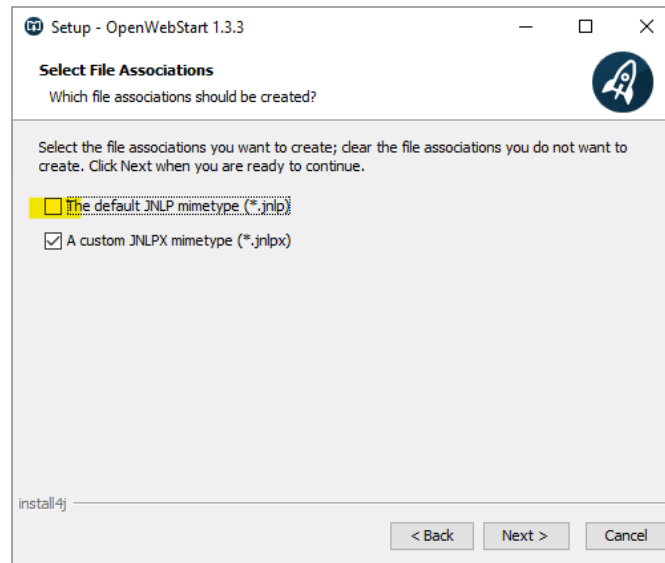 Setup - OpenWebStart 1.3.3
Select File Associations
Which file associations should be created?
Select the file associations you want to create; clear the file associations you do not want to
create. Click Next when you are ready to continue.
The default JNLP mimetype (*.jnlp)
A custom JNLPX mimetype (*.jnlpx)
install4j
< Back
Next >
Cancel